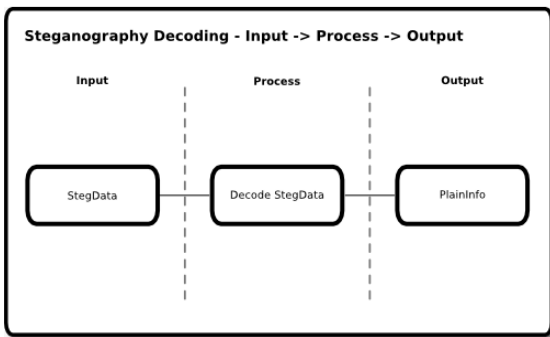 Steganography Decoding - Input -> Process -> Output
Input Process Output
StegData Decode StegData PlainInfo